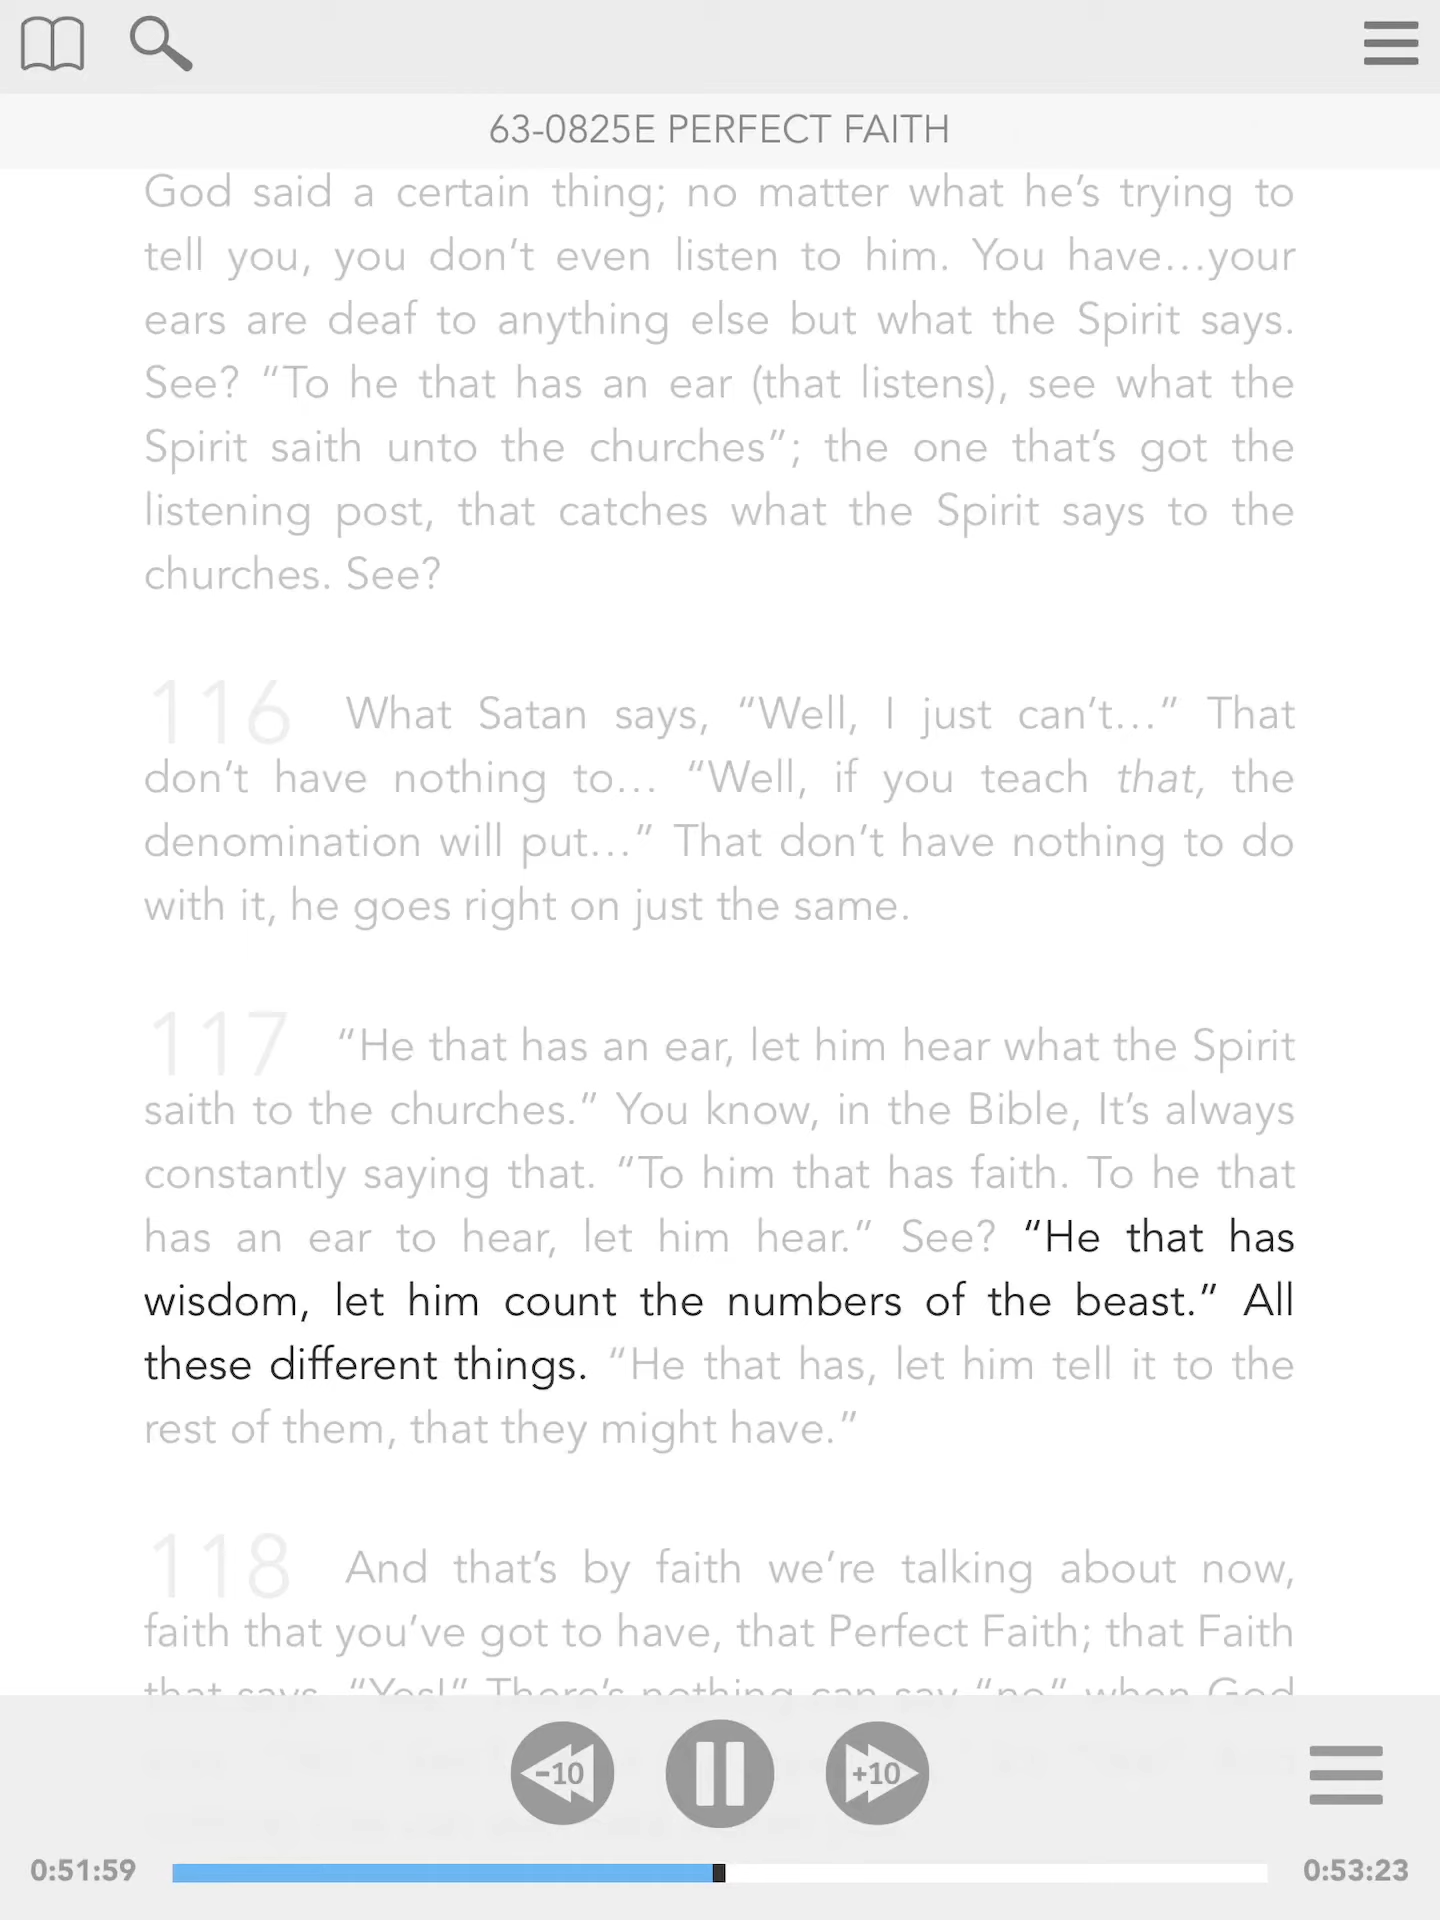 63-0825E PERFECT FAITH
God said a certain thing; no matter what he’s trying to
tell you, you don’t even listen to him. You have…your
ears are deaf to anything else but what the Spirit says.
See? “To he that has an ear (that listens), see what the
Spirit saith unto the churches”; the one that’s got the
listening post, that catches what the Spirit says to the
churches. See?
116 What Satan says, “Well, I just can’t…” That
don’t have nothing to… “Well, if you teach that, the
denomination will put…” That don’t have nothing to do
with it, he goes right on just the same.
117 “He that has an ear, let him hear what the Spirit
saith to the churches.” You know, in the Bible, It’s always
constantly saying that. “To him that has faith. To he that
has an ear to hear, let him hear.” See? “He that has
wisdom, let him count the numbers of the beast.” All
these different things. “He that has, let him tell it to the
rest of them, that they might have.”
118 And that’s by faith we’re talking about now,
faith that you’ve got to have, that Perfect Faith; that Faith
that says, “Yes!” There’s nothing can say “no” when God
-10 +10
0:51:59 0:53:23